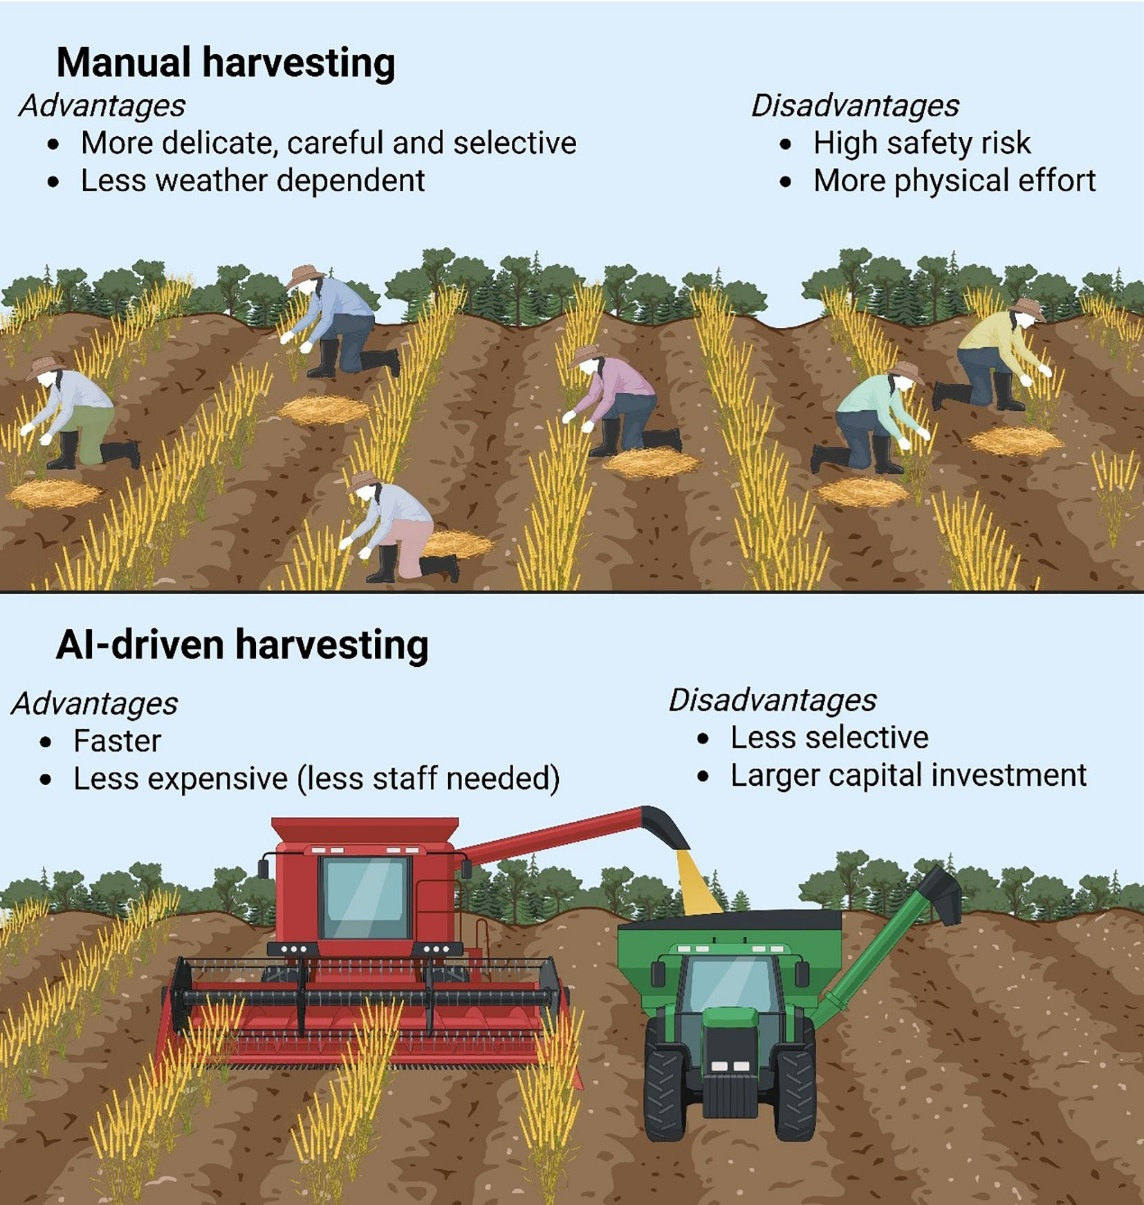 Manual harvesting
Advantages
• More delicate, careful and selective
• Less weather dependent
Disadvantages
• High safety risk
• More physical effort
AI-driven harvesting
Advantages
• Faster
• Less expensive (less staff needed)
Disadvantages
• Less selective
• Larger capital investment